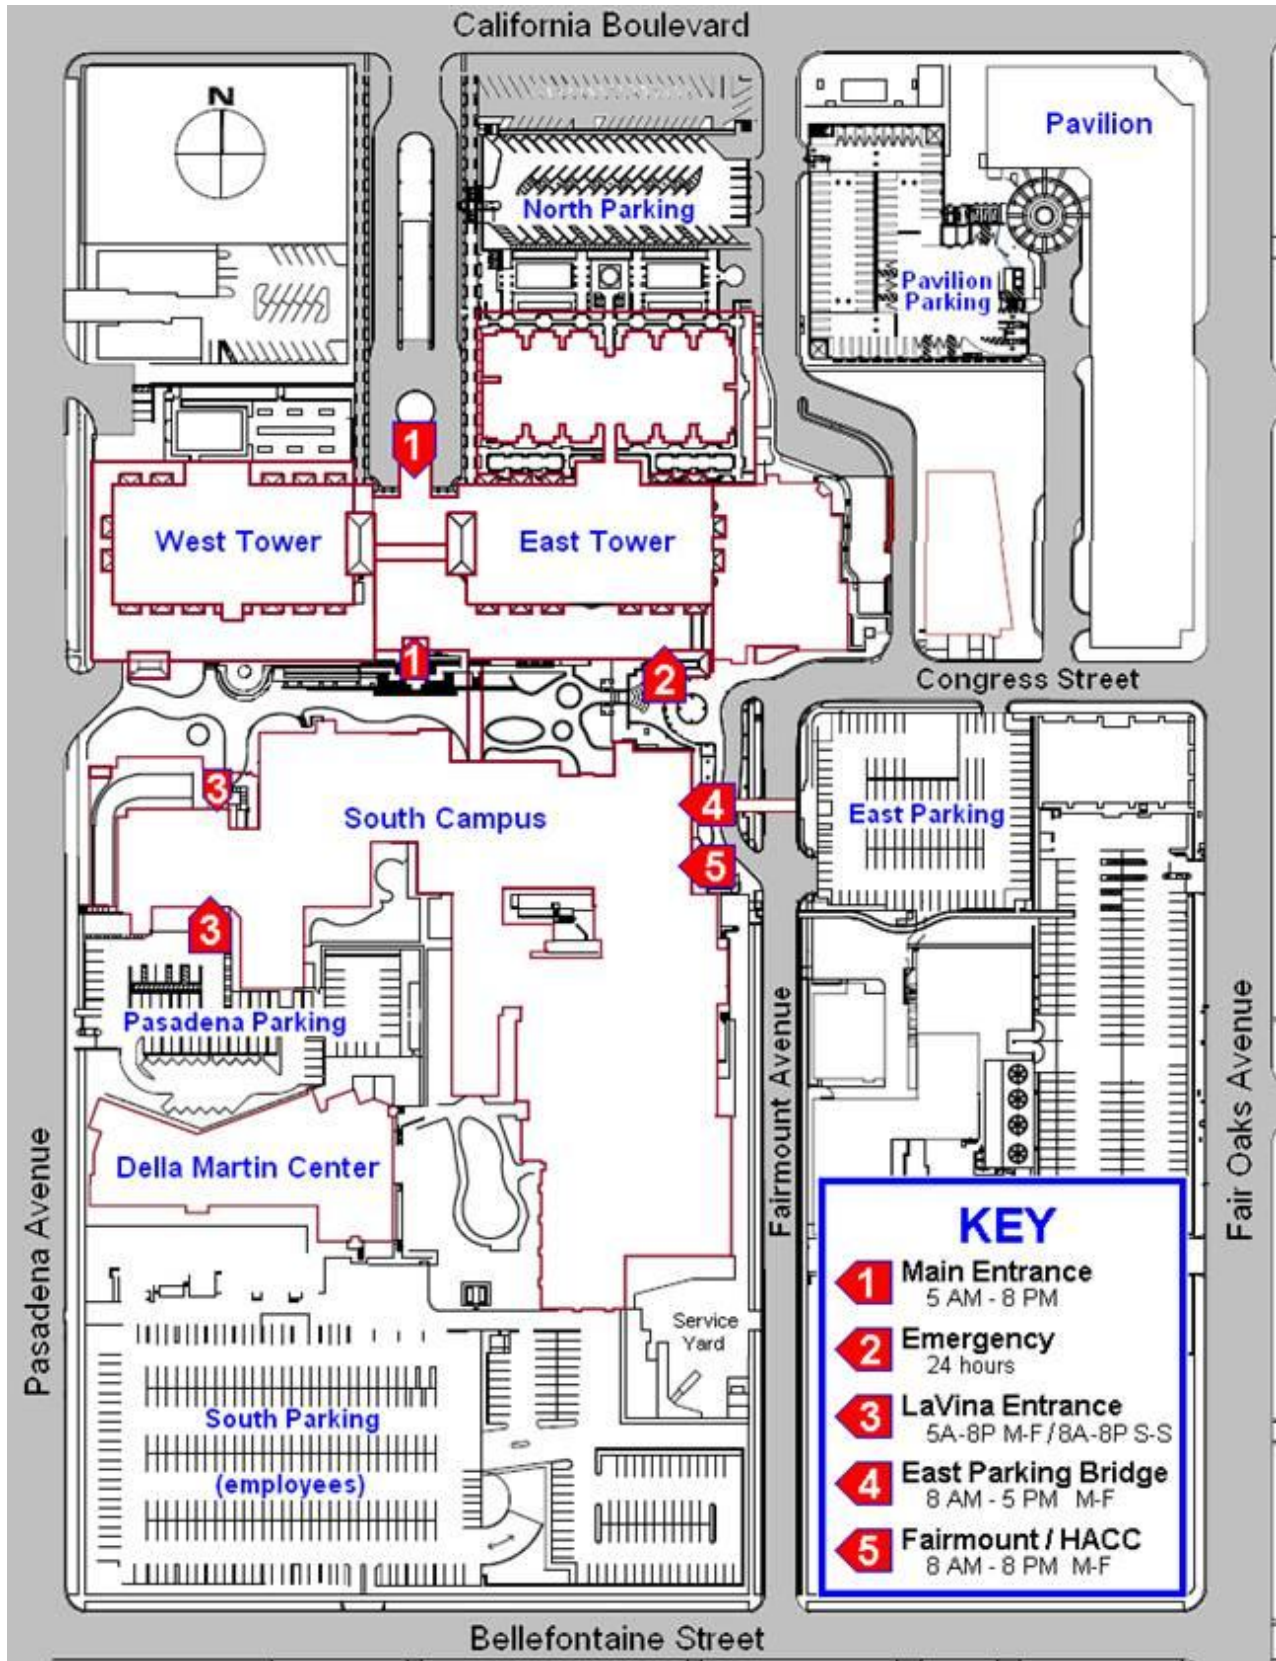 California Boulevard
N
Pavilion
North Parking
Pavilion
Parking
1
West Tower
East Tower
1
2
Congress Street
3
4
South Campus
East Parking
5
3
Pasadena Parking
Fairmount Avenue
Fair Oaks Avenue
Pasadena Avenue
Della Martin Center
Service
Yard
South Parking
(employees)
KEY
1 Main Entrance
5 AM - 8 PM
2 Emergency
24 hours
3 LaVina Entrance
5A-8P M-F / 8A-8P S-S
4 East Parking Bridge
8 AM - 5 PM M-F
5 Fairmount / HACC
8 AM - 8 PM M-F
Bellefontaine Street